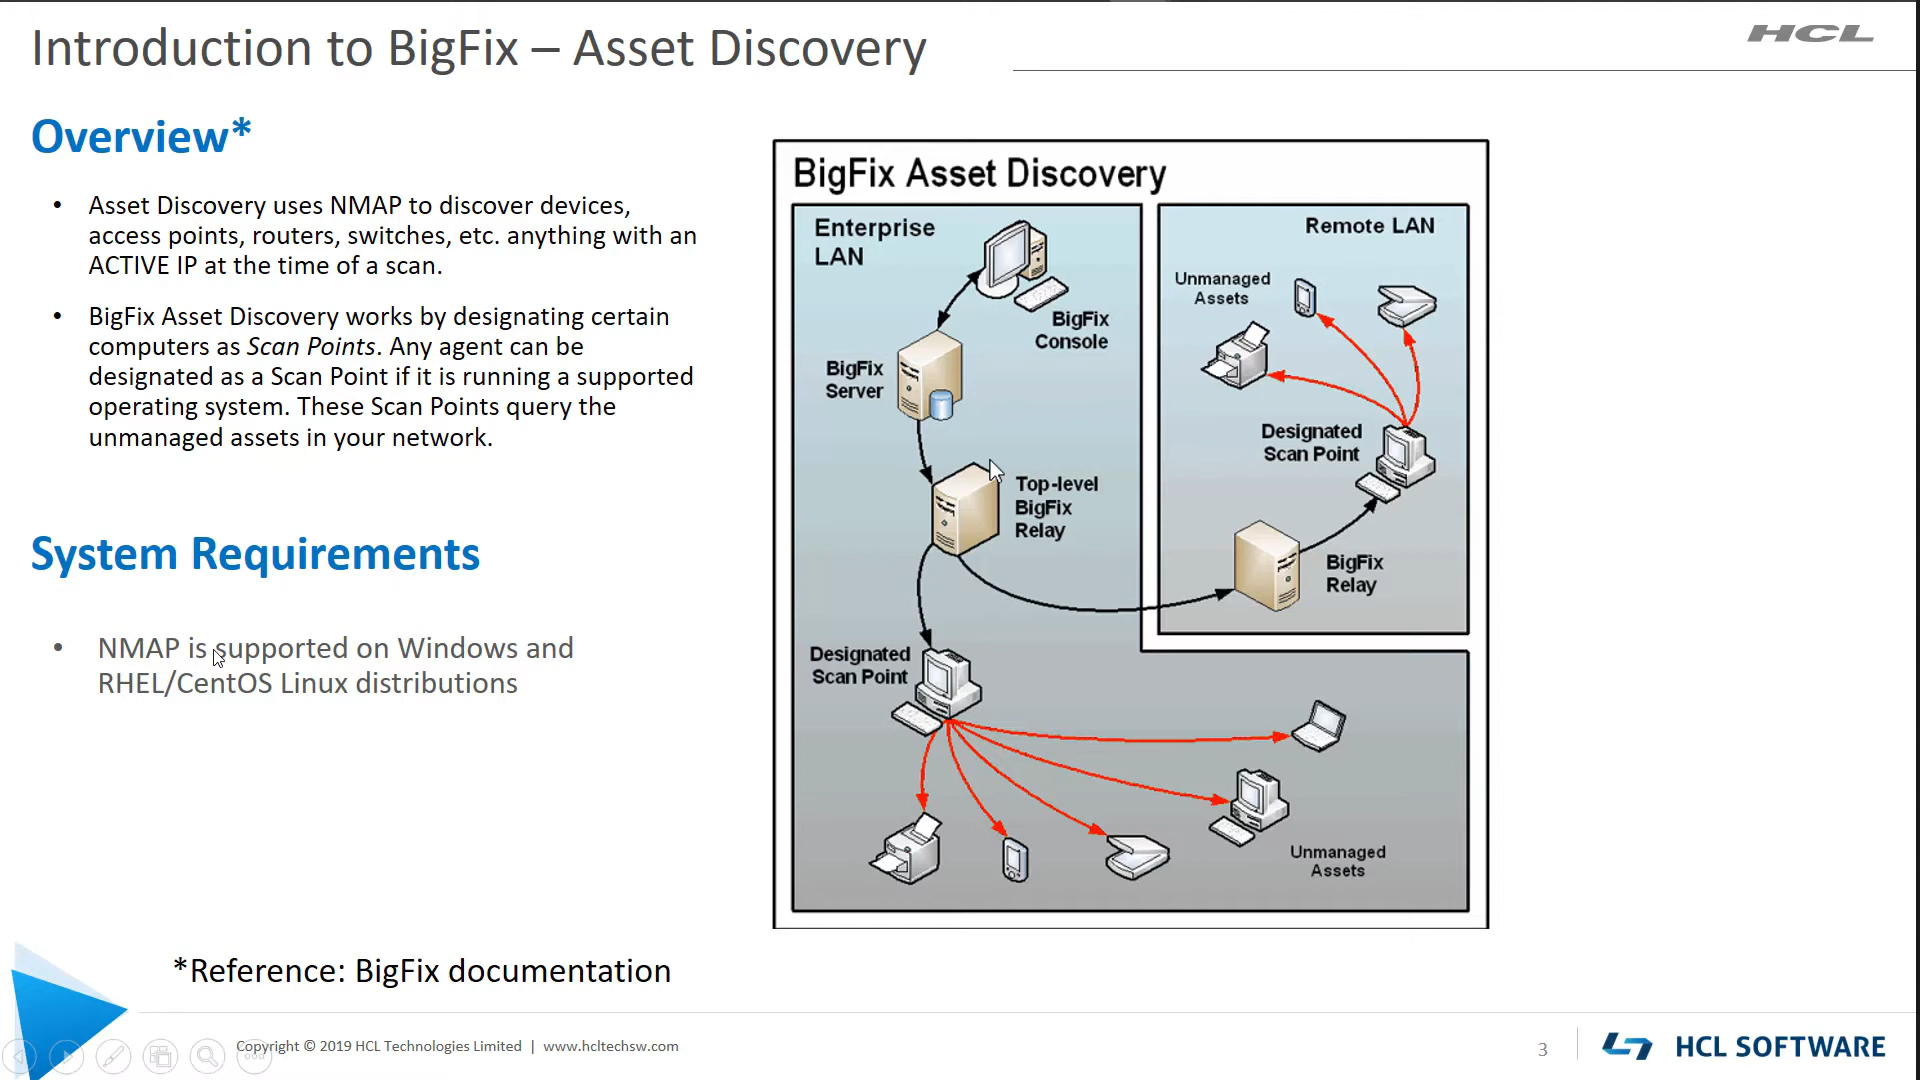 Introduction to BigFix – Asset Discovery
HCL
Overview*
• Asset Discovery uses NMAP to discover devices,
access points, routers, switches, etc. anything with an
ACTIVE IP at the time of a scan.
• BigFix Asset Discovery works by designating certain
computers as Scan Points. Any agent can be
designated as a Scan Point if it is running a supported
operating system. These Scan Points query the
unmanaged assets in your network.
System Requirements
• NMAP is supported on Windows and
RHEL/CentOS Linux distributions
*Reference: BigFix documentation
BigFix Asset Discovery
Enterprise
LAN
BigFix
Console
BigFix
Server
Top-level
BigFix
Relay
Designated
Scan Point
Unmanaged
Assets
Remote LAN
Unmanaged
Assets
Designated
Scan Point
BigFix
Relay
Copyright © 2019 HCL Technologies Limited | www.hcltechsw.com
3
HCL SOFTWARE